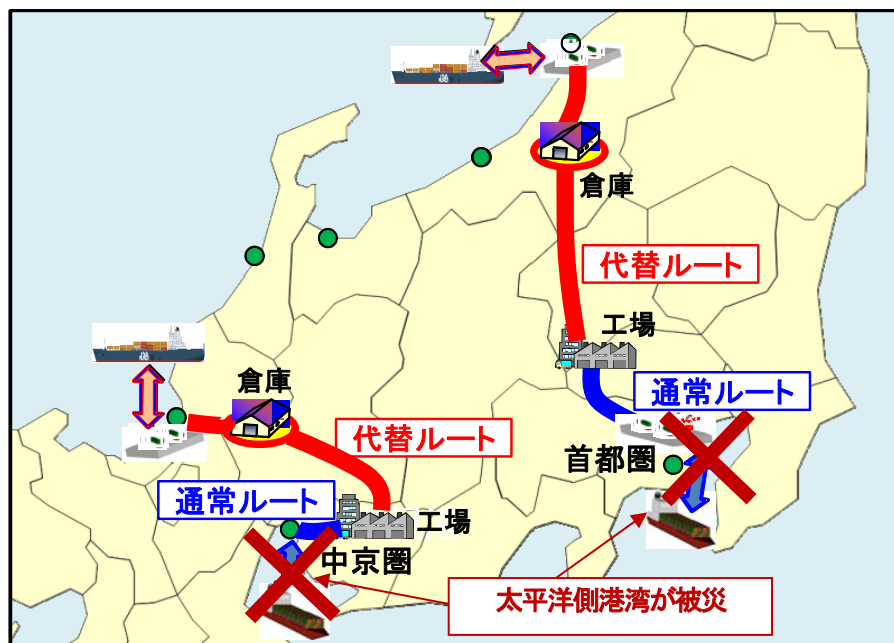 倉庫
代替ルート
工場
通常ルート
首都圏
倉庫
代替ルート
通常ルート
工場
中京圏
太平洋側港湾が被災